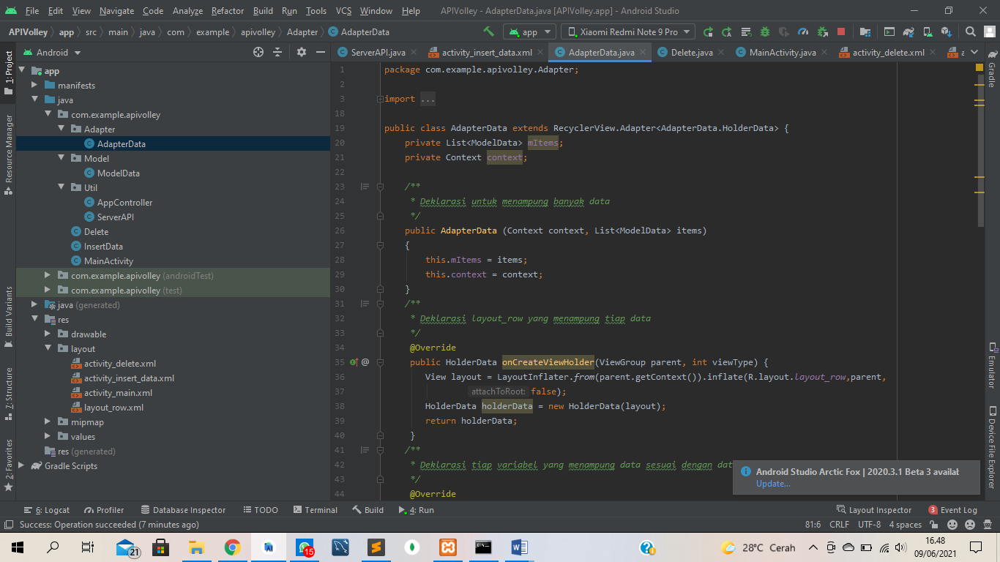 File Edit View Navigate Code Analyze Refactor Build Run Tools VCS Window Help APIVolley - AdapterData.java [APIVolley.app] - Android Studio
APIVolley app src main java com example apivolley Adapter AdapterData app Xiaomi Redmi Note 9 Pro
1: Project
Resource Manager
Build Variants
7: Structure
2: Favorites
Android
app
manifests
java
com.example.apivolley
Adapter
AdapterData
Model
ModelData
Util
AppController
ServerAPI
Delete
InsertData
MainActivity
com.example.apivolley (androidTest)
com.example.apivolley (test)
java (generated)
res
drawable
layout
activity_delete.xml
activity_insert_data.xml
activity_main.xml
layout_row.xml
mipmap
values
res (generated)
Gradle Scripts
ServerAPI.java activity_insert_data.xml AdapterData.java Delete.java MainActivity.java activity_delete.xml a
1 package com.example.apivolley.Adapter;
2
3 import ...
18
19 public class AdapterData extends RecyclerView.Adapter<AdapterData.HolderData> {
20 private List<ModelData> mItems;
21 private Context context;
22
23 /**
24 * Deklarasi untuk menampung banyak data
25 */
26 public AdapterData (Context context, List<ModelData> items)
27 {
28 this.mItems = items;
29 this.context = context;
30 }
31 /**
32 * Deklarasi layout_row yang menampung tiap data
33 */
34 @Override
35 @ public HolderData onCreateViewHolder(ViewGroup parent, int viewType) {
36 View layout = LayoutInflater.from(parent.getContext()).inflate(R.layout.layout_row,parent,
37 attachToRoot: false);
38 HolderData holderData = new HolderData(layout);
39 return holderData;
40 }
41 /**
42 * Deklarasi tiap variabel yang menampung data sesuai dengan dat
43 */
44 @Override
Gradle
Emulator
Device File Explorer
Android Studio Arctic Fox | 2020.3.1 Beta 3 availal
Update...
6: Logcat Profiler Database Inspector TODO Terminal Build 4: Run Layout Inspector 3 Event Log
Success: Operation succeeded (7 minutes ago) 81:6 CRLF UTF-8 4 spaces
21 15 28°C Cerah 16.48
09/06/2021